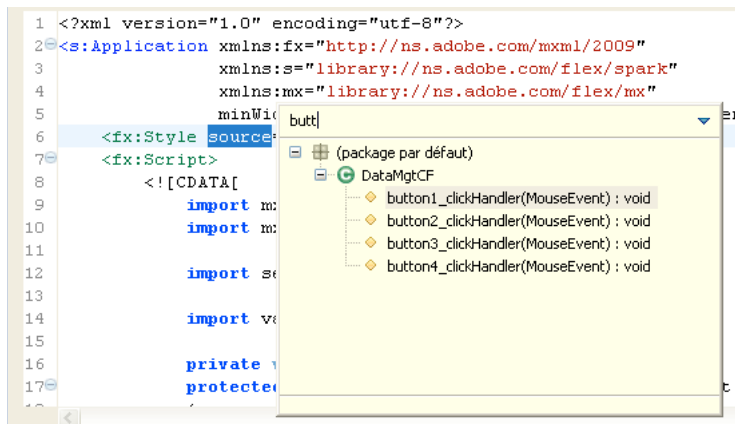 1 <?xml version="1.0" encoding="utf-8"?>
2 <s:Application xmlns:fx="http://ns.adobe.com/mxml/2009"
3 xmlns:s="library://ns.adobe.com/flex/spark"
4 xmlns:mx="library://ns.adobe.com/flex/mx"
5
6 <fx:Style source=
7 <fx:Script>
8 <![CDATA[
9 import
10 import
11
12 import
13
14 import
15
16 private
17 protected
butt
(package par défaut)
DataMgtCF
button1_clickHandler(MouseEvent) : void
button2_clickHandler(MouseEvent) : void
button3_clickHandler(MouseEvent) : void
button4_clickHandler(MouseEvent) : void